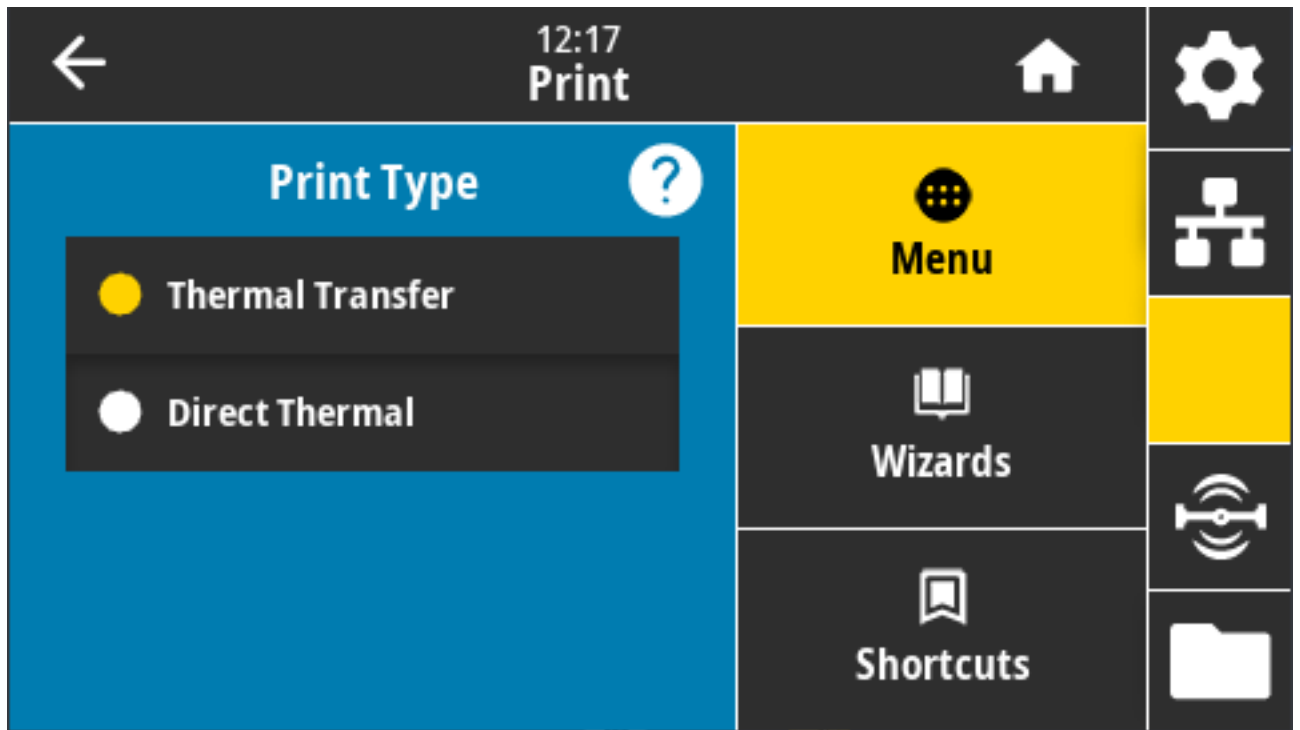 12:17
Print
Print Type
?
Thermal Transfer
Direct Thermal
Menu
Wizards
Shortcuts